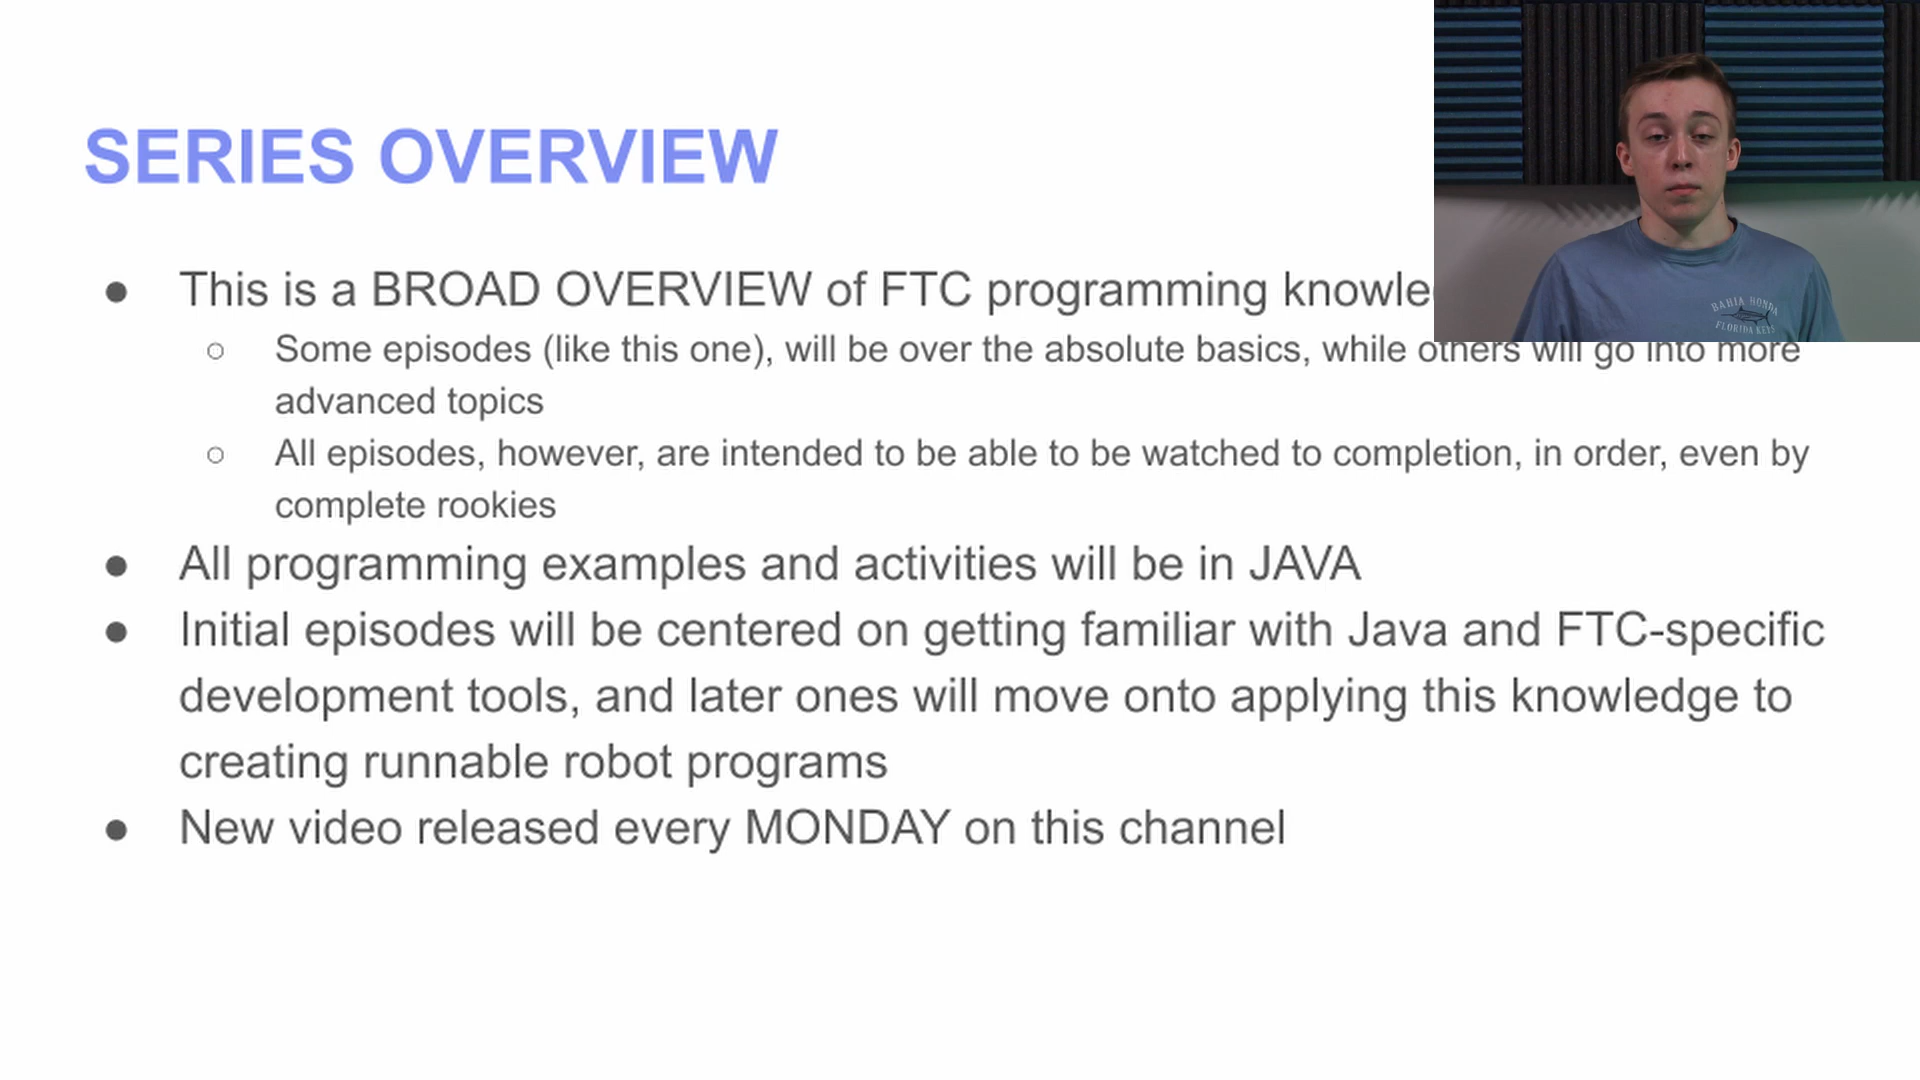 SERIES OVERVIEW
● This is a BROAD OVERVIEW of FTC programming
○ Some episodes (like this one), will be over the absolute basics, while others will go into more
advanced topics
○ All episodes, however, are intended to be able to be watched to completion, in order, even by
complete rookies
● All programming examples and activities will be in JAVA
● Initial episodes will be centered on getting familiar with Java and FTC-specific
development tools, and later ones will move onto applying this knowledge to
creating runnable robot programs
● New video released every MONDAY on this channel
BAHIA HONDA
FLORIDA KEYS